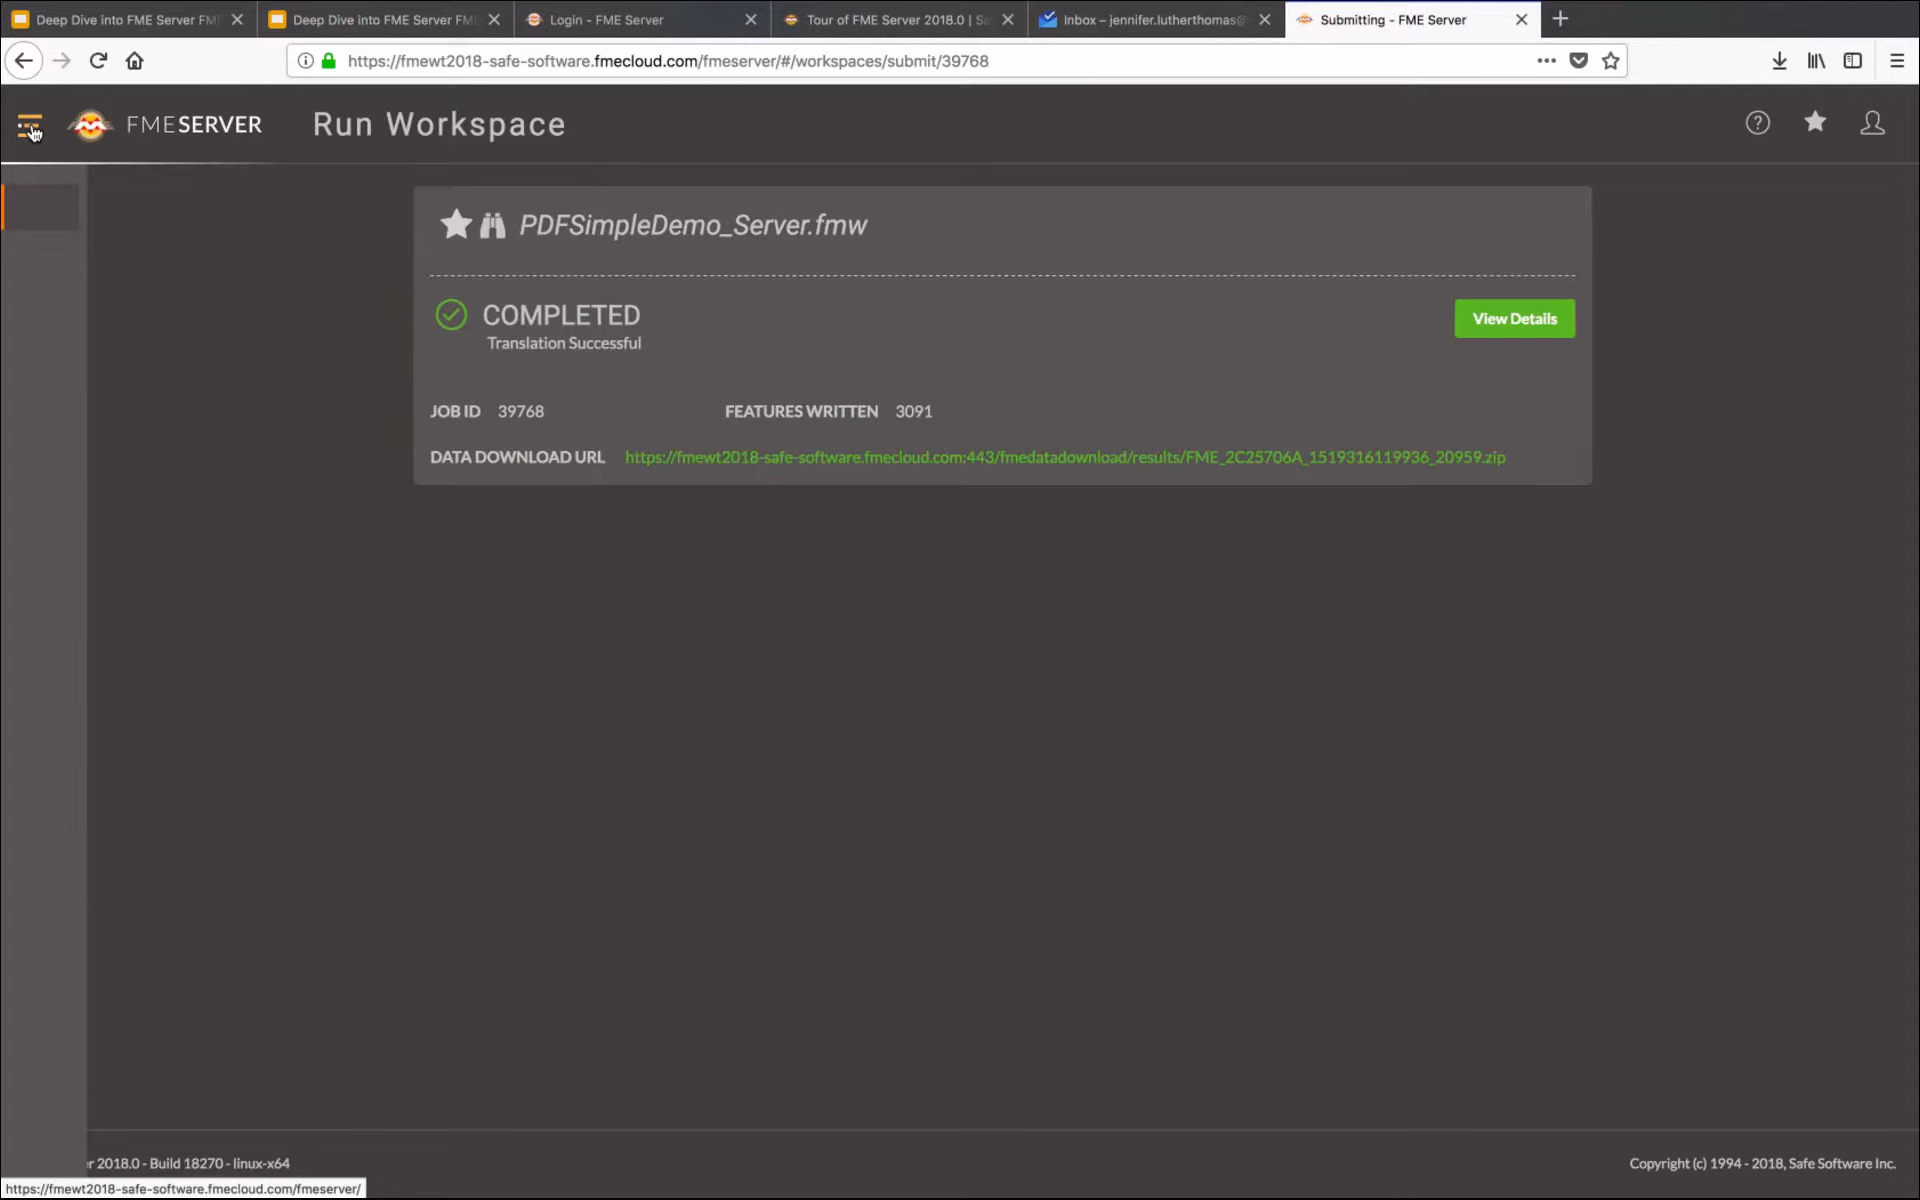 Deep Dive into FME Server FM
Deep Dive into FME Server FM
Login - FME Server
Tour of FME Server 2018.0 | S
Inbox – jennifer.lutherthomas@
Submitting - FME Server
https://fmewt2018-safe-software.fmecloud.com/fmeserver/#/workspaces/submit/39768
FMESERVER
Run Workspace
PDFSimpleDemo_Server.fmw
COMPLETED
View Details
Translation Successful
JOB ID 39768 FEATURES WRITTEN 3091
DATA DOWNLOAD URL https://fmewt2018-safe-software.fmecloud.com:443/fmedatadownload/results/FME_2C25706A_1519316119936_20959.zip
r 2018.0 - Build 18270 - linux-x64
Copyright (c) 1994 - 2018, Safe Software Inc.
https://fmewt2018-safe-software.fmecloud.com/fmeserver/